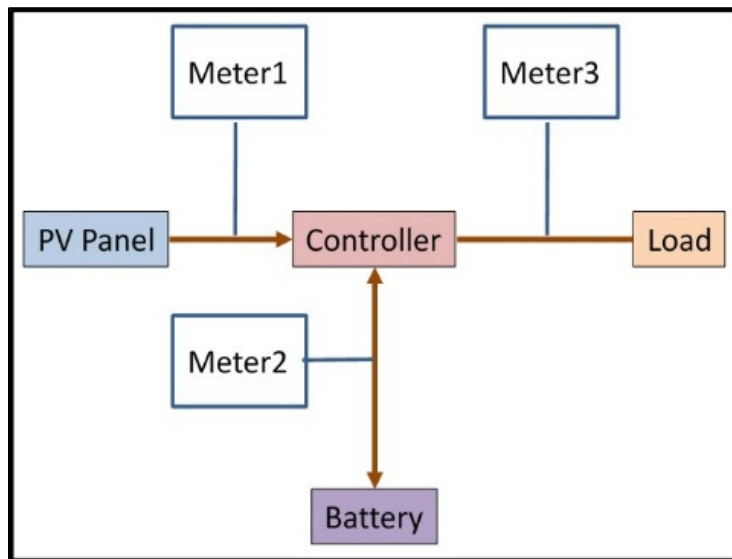 Meter1
Meter3
PV Panel
Controller
Load
Meter2
Battery